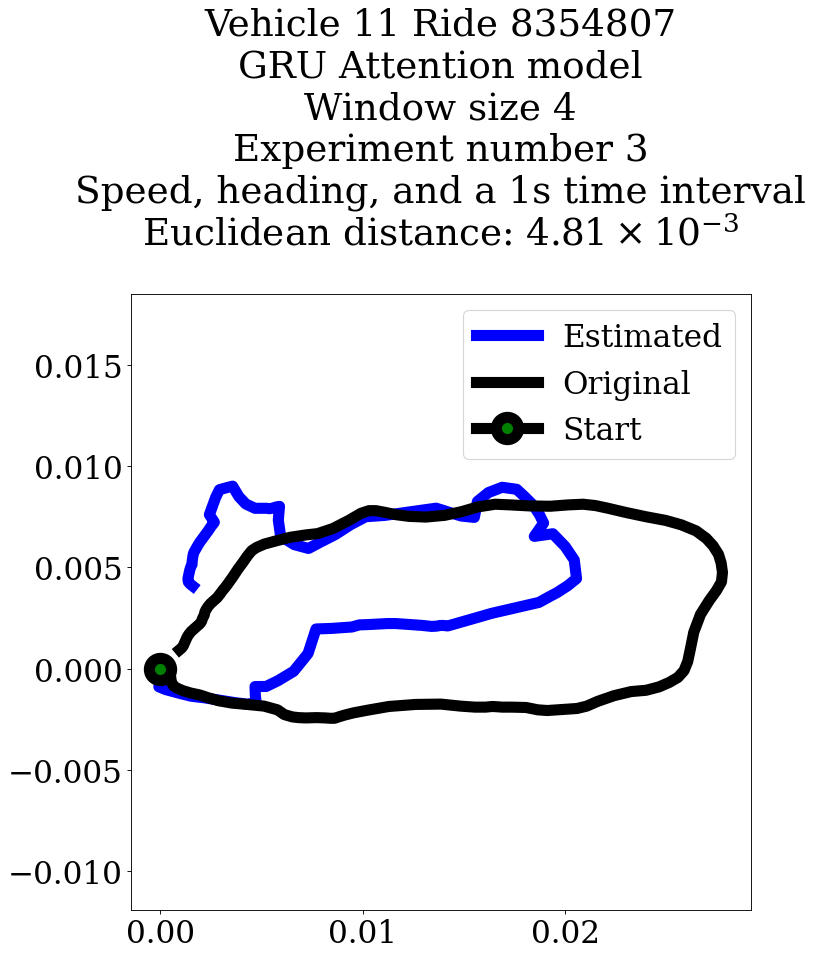 Vehicle 11 Ride 8354807
GRU Attention model
Window size 4
Experiment number 3
Speed, heading, and a 1s time interval
Euclidean distance: 4.81 × 10⁻³
Estimated
Original
Start
0.015
0.010
0.005
0.000
−0.005
−0.010
0.00 0.01 0.02